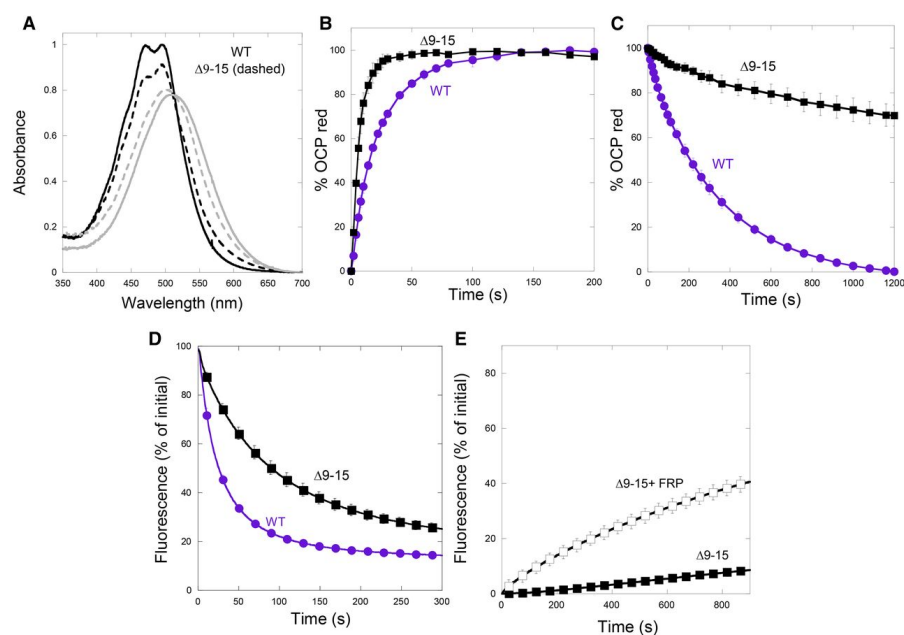 A
Absorbance
1
0.8
0.6
0.4
0.2
0
WT
Δ9-15 (dashed)
350 400 450 500 550 600 650 700
Wavelength (nm)
B
% OCP red
100
80
60
40
20
0
Δ9-15
WT
0 50 100 150 200
Time (s)
C
% OCP red
100
80
60
40
20
0
Δ9-15
WT
0 200 400 600 800 1000 1200
Time (s)
D
Fluorescence (% of initial)
100
80
60
40
20
0
Δ9-15
WT
0 50 100 150 200 250 300
Time (s)
E
Fluorescence (% of initial)
80
60
40
20
0
Δ9-15+ FRP
Δ9-15
0 200 400 600 800
Time (s)